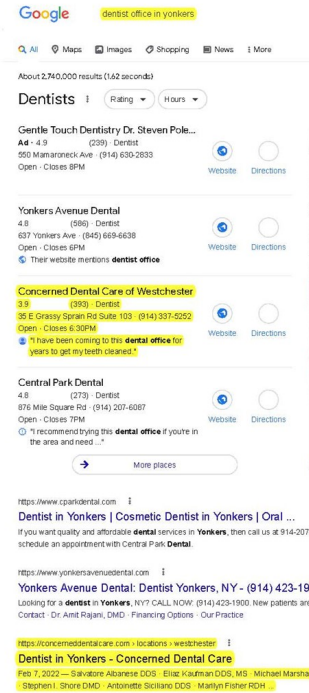 Google
dentist office in yonkers
All Maps Images Shopping News More
About 2,740,000 results (1.62 seconds)
Dentists
Rating
Hours
Gentle Touch Dentistry Dr. Steven Pole...
Ad · 4.9 (239) · Dentist
550 Mamaroneck Ave · (914) 630-2833
Open · Closes 8PM
Website Directions
Yonkers Avenue Dental
4.8 (586) · Dentist
637 Yonkers Ave · (845) 669-6638
Open · Closes 6PM
Website Directions
Their website mentions dentist office
Concerned Dental Care of Westchester
3.9 (393) · Dentist
35 E Grassy Sprain Rd Suite 103 · (914) 337-5252
Open · Closes 6:30PM
Website Directions
"I have been coming to this dental office for
years to get my teeth cleaned."
Central Park Dental
4.8 (273) · Dentist
876 Mile Square Rd · (914) 207-6087
Open · Closes 7PM
Website Directions
"I recommend trying this dental office if you're in
the area and need ..."
More places
https://www.cparkdental.com
Dentist in Yonkers | Cosmetic Dentist in Yonkers | Oral ...
If you want quality and affordable dental services in Yonkers, then call us at 914-207
schedule an appointment with Central Park Dental.
https://www.yonkersavenuedental.com
Yonkers Avenue Dental: Dentist Yonkers, NY - (914) 423-19
Looking for a dentist in Yonkers, NY? CALL NOW: (914) 423-1900. New patients are
Contact · Dr. Amit Rajani, DMD · Financing Options · Our Practice
https://concerneddentalcare.com › locations › westchester
Dentist in Yonkers - Concerned Dental Care
Feb 7, 2022 — Salvatore Albanese DDS · Eliaz Kaufman DDS, MS · Michael Marsha
· Stephen I. Shore DMD · Antoinette Siciliano DDS · Marilyn Fisher RDH ...